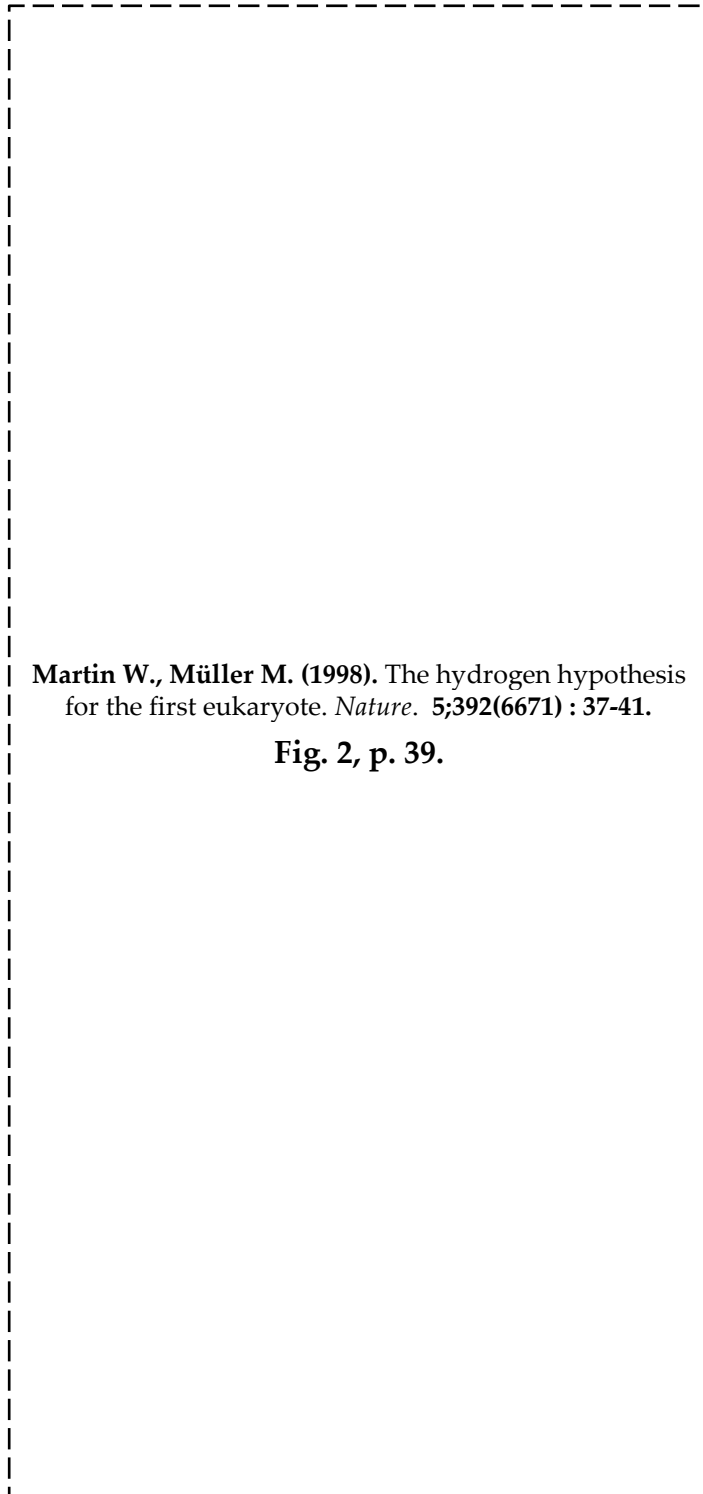 Martin W., Müller M. (1998). The hydrogen hypothesis
for the first eukaryote. Nature. 5;392(6671) : 37-41.
Fig. 2, p. 39.